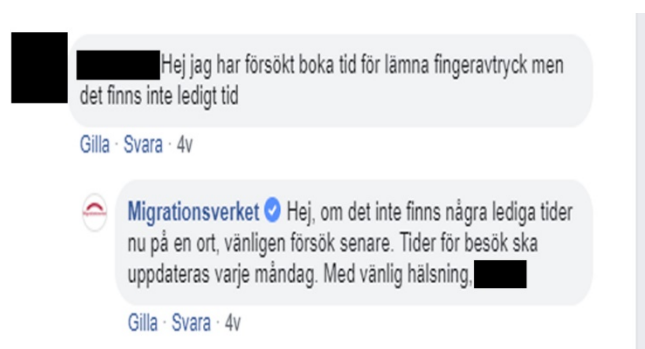 Hej jag har försökt boka tid för lämna fingeravtryck men
det finns inte ledigt tid
Gilla · Svara · 4v
Migrationsverket Hej, om det inte finns några lediga tider
nu på en ort, vänligen försök senare. Tider för besök ska
uppdateras varje måndag. Med vänlig hälsning,
Gilla · Svara · 4v